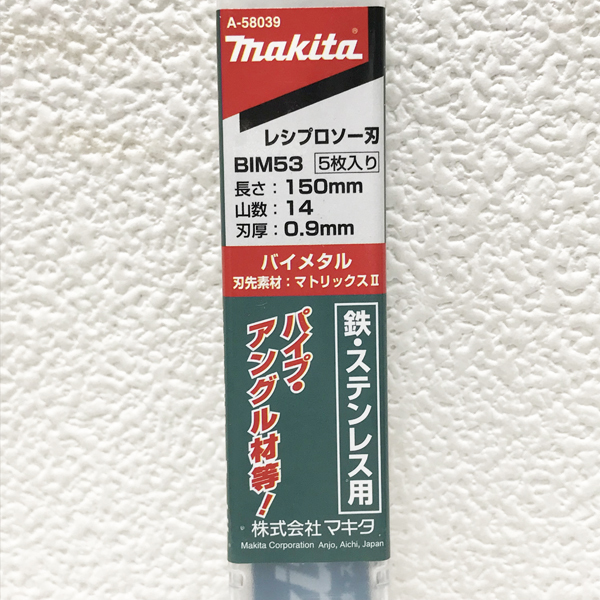 A-58039
makita®
レシプロソー刃
BIM53 5枚入り
長さ：150mm
山数：14
刃厚：0.9mm
バイメタル
刃先素材：マトリックスⅡ
鉄・ステンレス用
パイプ・
アングル材等！
株式会社マキタ
Makita Corporation Anjo, Aichi, Japan